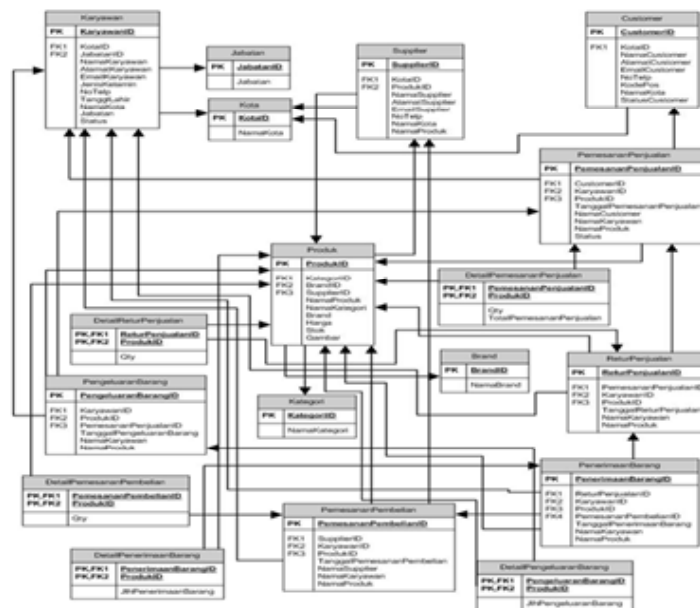 Karyawan
PK KaryawanID
FK1 KotaID
FK2 JabatanID
NamaKaryawan
AlamatKaryawan
EmailKaryawan
JenisKelamin
NoTelp
TanggalLahir
NamaKota
Jabatan
Status
Jabatan
PK JabatanID
Jabatan
Kota
PK KotaID
NamaKota
Supplier
PK SupplierID
FK1 KotaID
FK2 ProdukID
NamaSupplier
AlamatSupplier
EmailSupplier
NoTelp
NamaKota
NamaProduk
Customer
PK CustomerID
FK1 KotaID
NamaCustomer
AlamatCustomer
EmailCustomer
NoTelp
KodePos
NamaKota
StatusCustomer
PemesananPenjualan
PK PemesananPenjualanID
FK1 CustomerID
FK2 KaryawanID
FK3 ProdukID
TanggalPemesananPenjualan
NamaCustomer
NamaKaryawan
NamaProduk
Status
Produk
PK ProdukID
FK1 KategoriID
FK2 BrandID
FK3 SupplierID
NamaProduk
NamaKategori
Brand
Harga
Stok
Gambar
DetailPemesananPenjualan
PK,FK1 PemesananPenjualanID
PK,FK2 ProdukID
Qty
TotalPemesananPenjualan
DetailReturPenjualan
PK,FK1 ReturPenjualanID
PK,FK2 ProdukID
Qty
Brand
PK BrandID
NamaBrand
ReturPenjualan
PK ReturPenjualanID
FK1 PemesananPenjualanID
FK2 KaryawanID
FK3 ProdukID
TanggalReturPenjualan
NamaKaryawan
NamaProduk
PengeluaranBarang
PK PengeluaranBarangID
FK1 KaryawanID
FK2 ProdukID
FK3 PemesananPenjualanID
TanggalPengeluaranBarang
NamaKaryawan
NamaProduk
Kategori
PK KategoriID
NamaKategori
PenerimaanBarang
PK PenerimaanBarangID
FK1 ReturPenjualanID
FK2 KaryawanID
FK3 ProdukID
FK4 PemesananPembelianID
TanggalPenerimaanBarang
NamaKaryawan
NamaProduk
DetailPemesananPembelian
PK,FK1 PemesananPembelianID
PK,FK2 ProdukID
Qty
PemesananPembelian
PK PemesananPembelianID
FK1 SupplierID
FK2 KaryawanID
FK3 ProdukID
TanggalPemesananPembelian
NamaSupplier
NamaKaryawan
NamaProduk
DetailPenerimaanBarang
PK,FK1 PenerimaanBarangID
PK,FK2 ProdukID
JlhPenerimaanBarang
DetailPengeluaranBarang
PK,FK1 PengeluaranBarangID
PK,FK2 ProdukID
JlhPengeluaranBarang